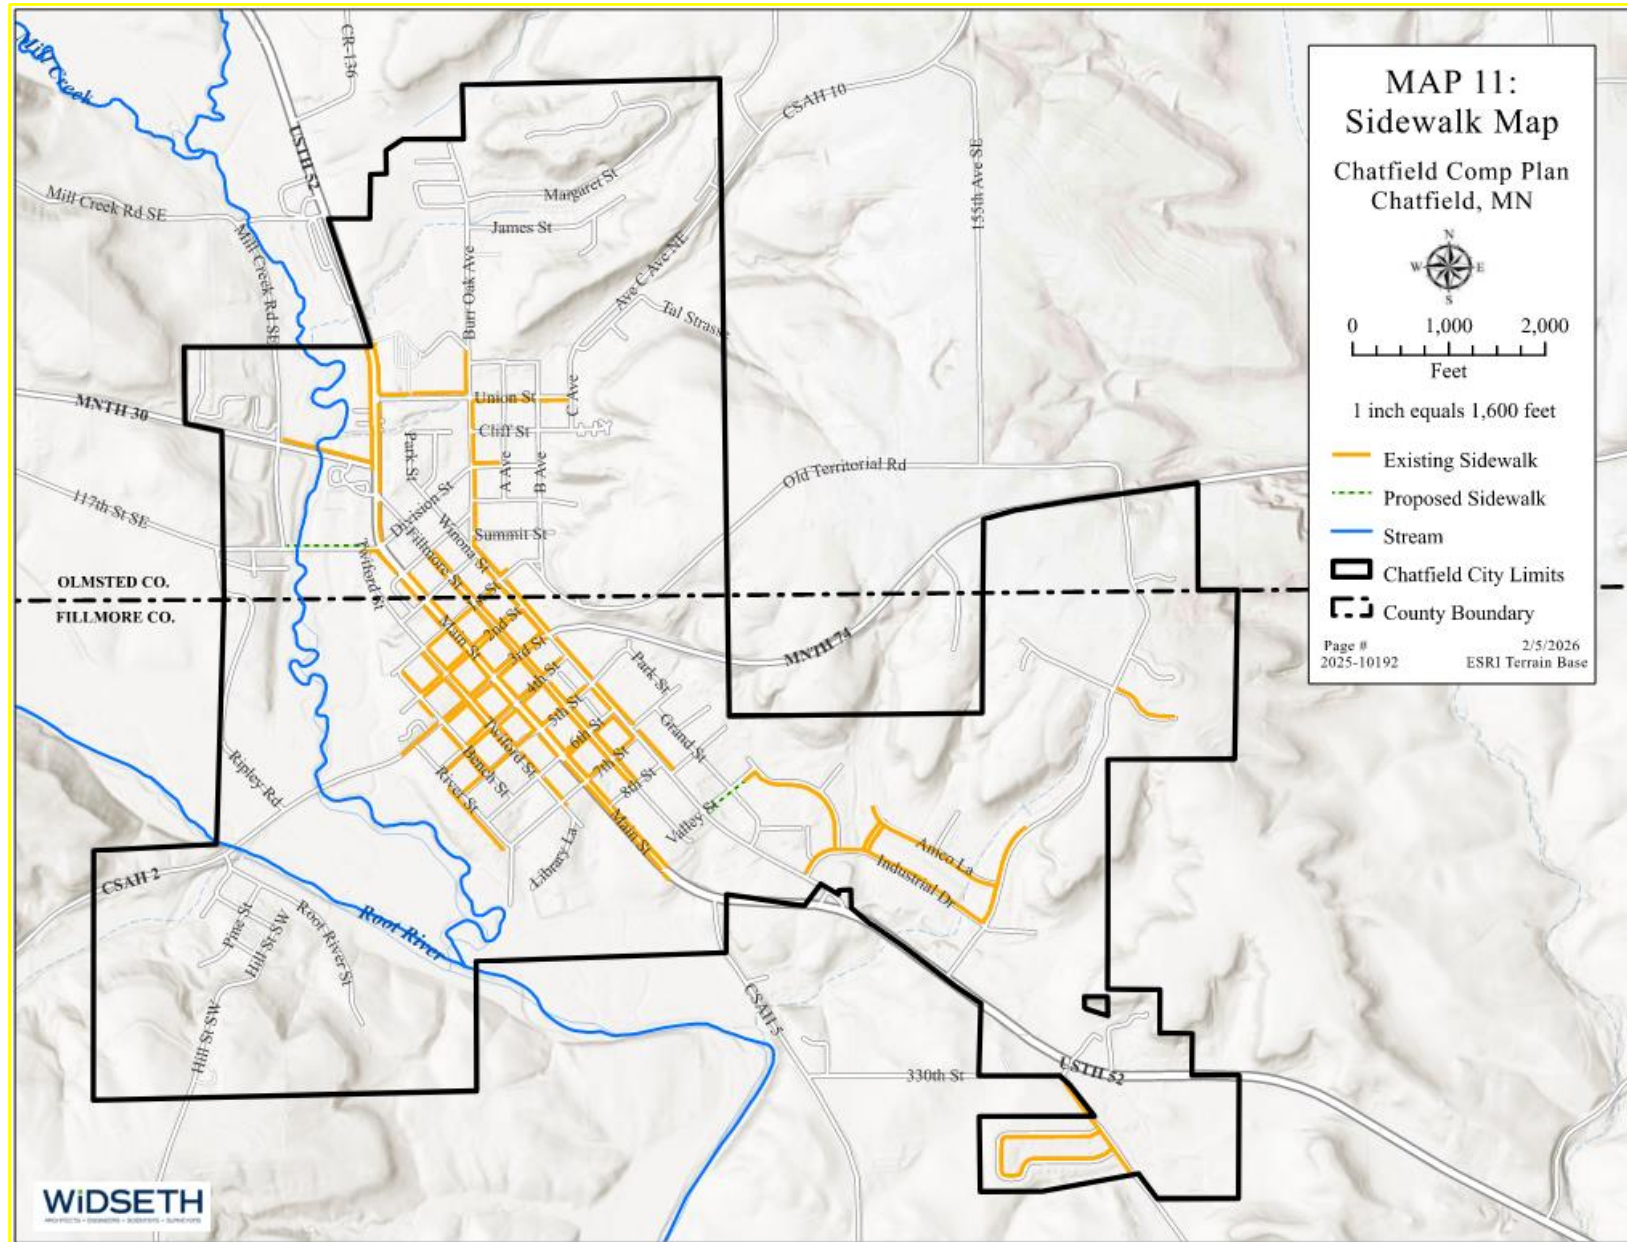 MAP 11:
Sidewalk Map
Chatfield Comp Plan
Chatfield, MN
N
W E
S
0 1,000 2,000
Feet
1 inch equals 1,600 feet
Existing Sidewalk
Proposed Sidewalk
Stream
Chatfield City Limits
County Boundary
Page # 2/5/2026
2025-10192 ESRI Terrain Base
Mill Creek
CR-136
USTH 52
CSAH 10
155th Ave SE
Mill Creek Rd SE
Mill Creek Rd SE
Margaret St
James St
Burr Oak Ave
Ave C Ave NE
Tal Strasse
MNTH 30
Union St
C Ave
Cliff St
Park St
A Ave
B Ave
Old Territorial Rd
117th St SE
Division St
Winona St
Summit St
Fillmore St
Twiford St
OLMSTED CO.
FILLMORE CO.
Main St
2nd St
3rd St
4th St
5th St
6th St
7th St
8th St
MNTH 74
Park St
Grand St
Twiford St
Bench St
River St
Ripley Rd
Main St
Valley St
Library La
Amco La
Industrial Dr
CSAH 2
Pine St
Hill St SW
Root River St
Root River
Hill St SW
CSAH 5
330th St
USTH 52
WiDSETH
ARCHITECTS • ENGINEERS • SCIENTISTS • SURVEYORS